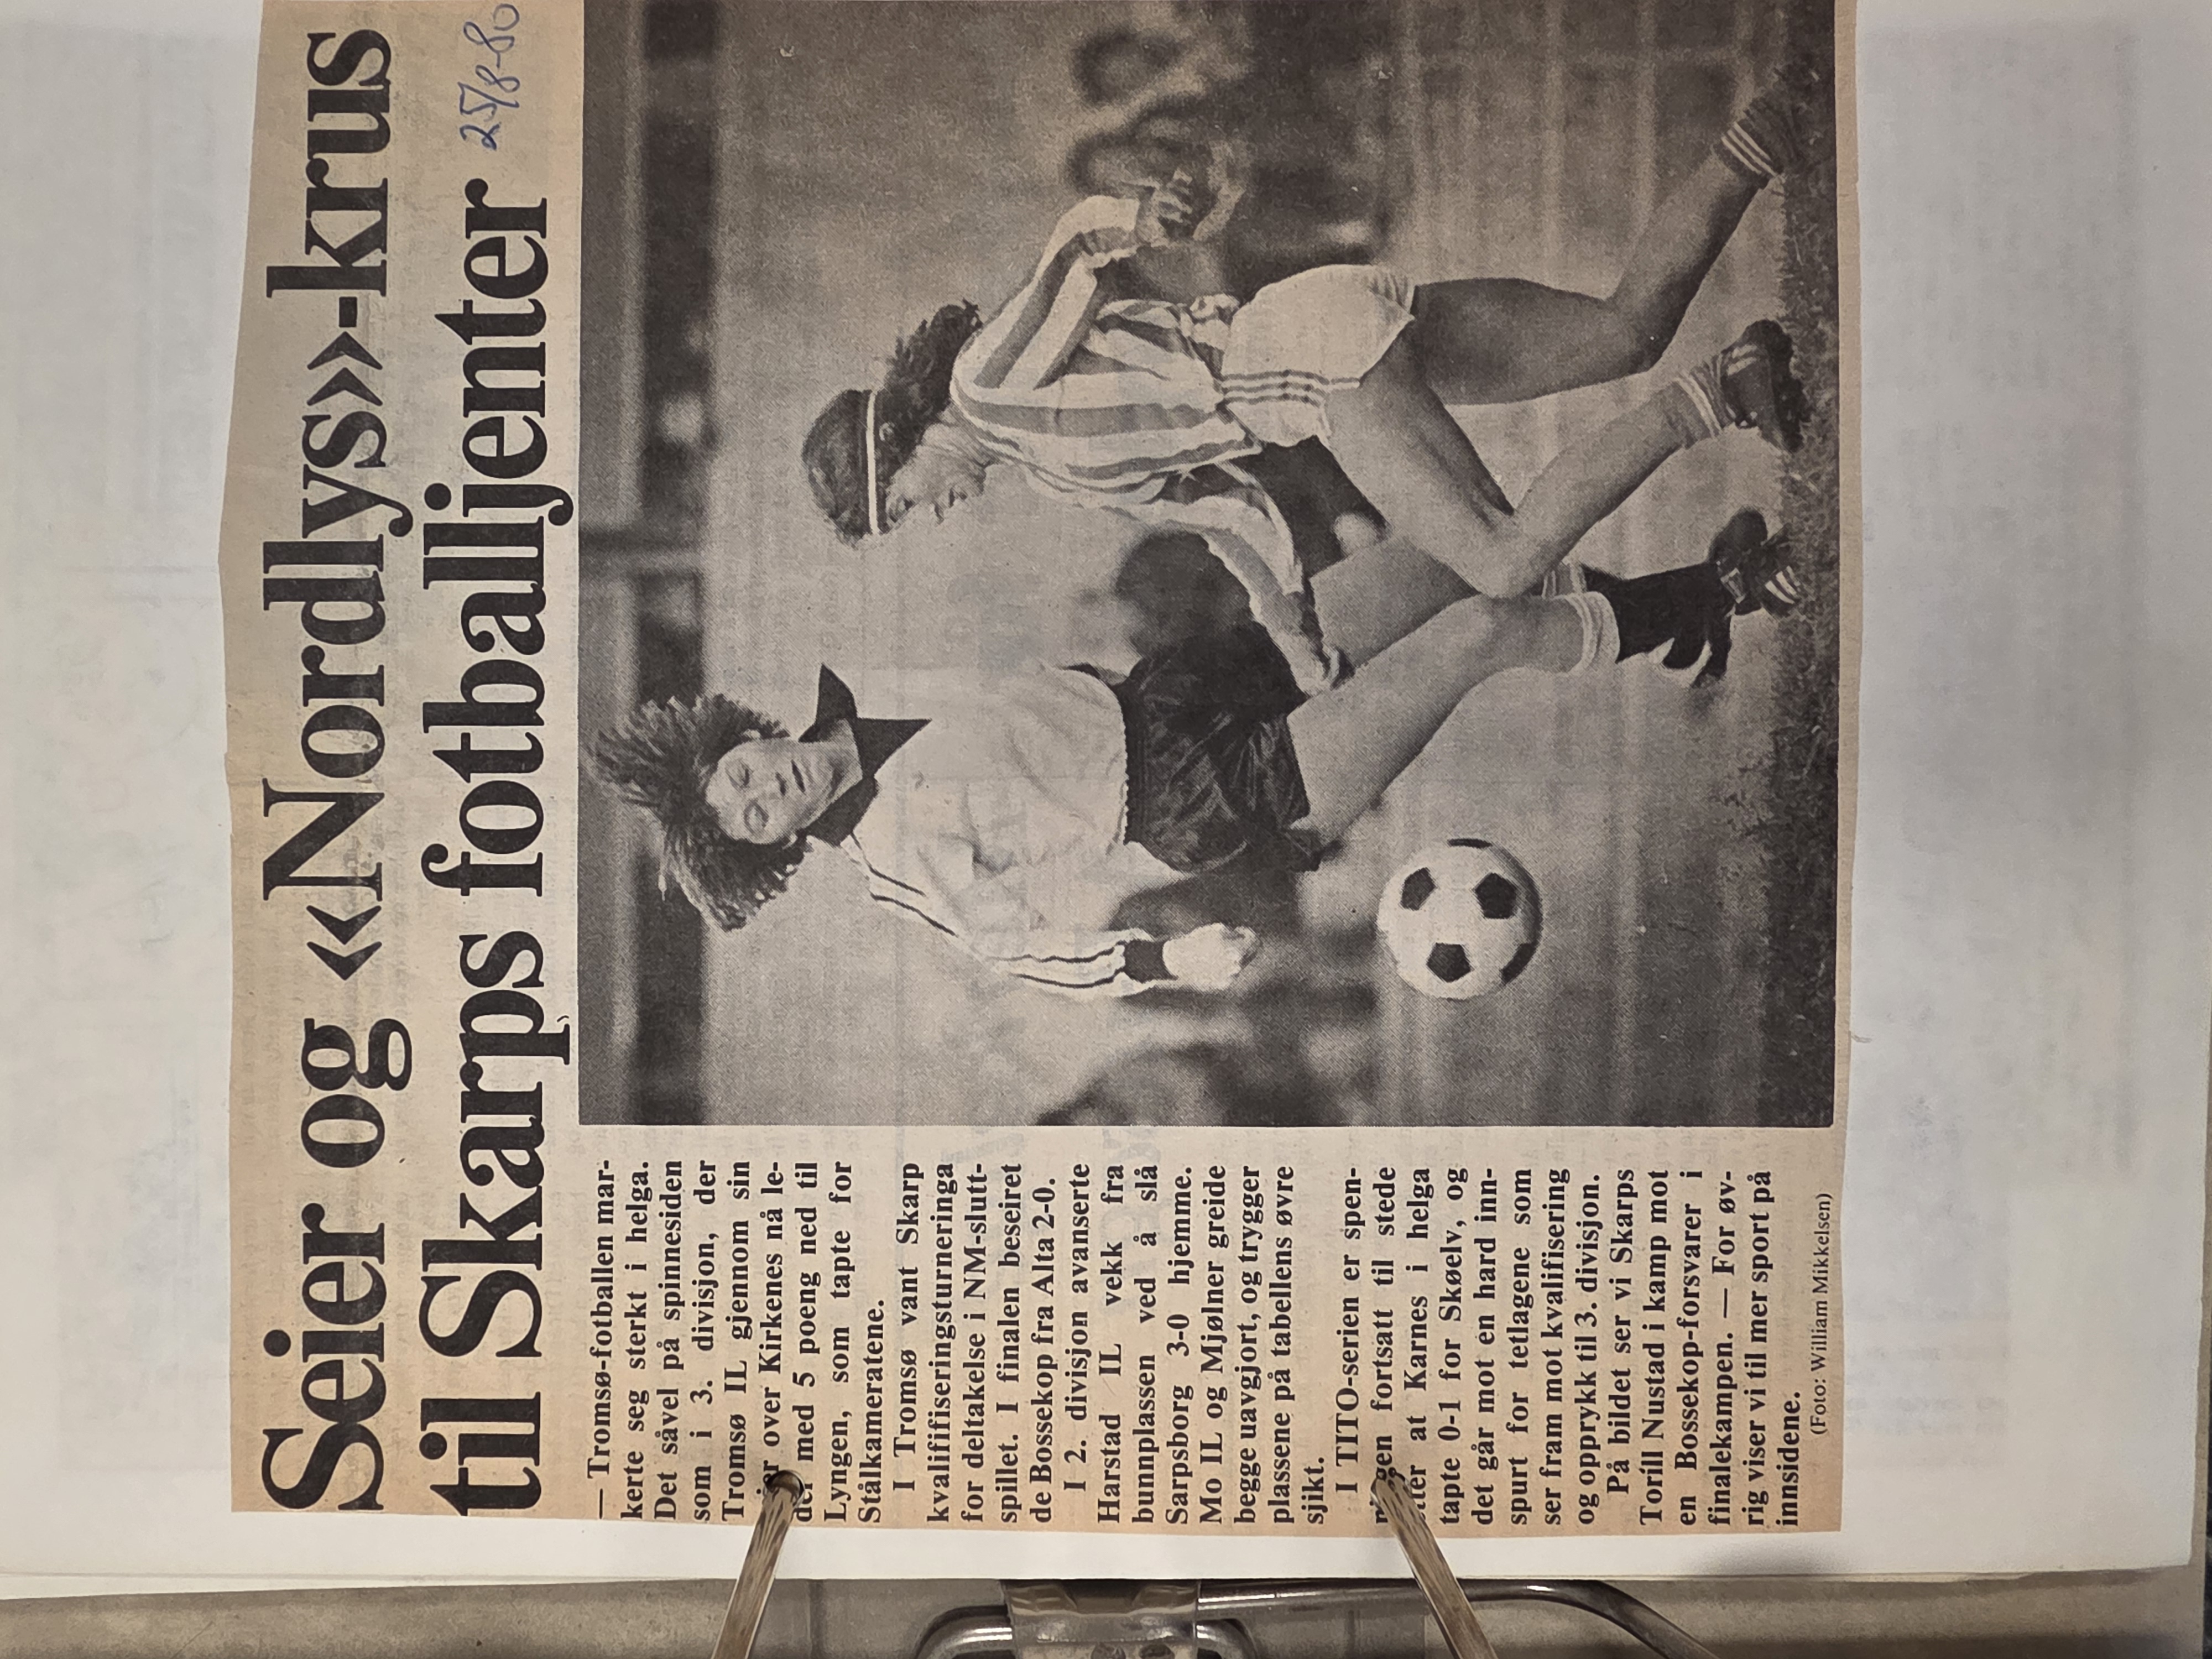 Seier og «Nordlys»-krus
til Skarps fotballjenter
25/8-80
— Tromsø-fotballen mar-
kerte seg sterkt i helga.
Det såvel på spinnesiden
som i 3. divisjon, der
Tromsø IL gjennom sin
over Kirkenes nå le-
der med 5 poeng ned til
Lyngen, som tapte for
Stålkameratene.
I Tromsø vant Skarp
kvalifiseringsturneringa
for deltakelse i NM-slutt-
spillet. I finalen beseiret
de Bossekop fra Alta 2-0.
I 2. divisjon avanserte
Harstad IL vekk fra
bunnplassen ved å slå
Sarpsborg 3-0 hjemme.
Mo IL og Mjølner greide
begge uavgjort, og trygger
plassene på tabellens øvre
sjikt.
I TITO-serien er spen-
ningen fortsatt til stede
etter at Karnes i helga
tapte 0-1 for Skøelv, og
det går mot en hard inn-
spurt for tetlagene som
ser fram mot kvalifisering
og opprykk til 3. divisjon.
På bildet ser vi Skarps
Torill Nustad i kamp mot
en Bossekop-forsvarer i
finalekampen. — For øv-
rig viser vi til mer sport på
innsidene.
(Foto: William Mikkelsen)